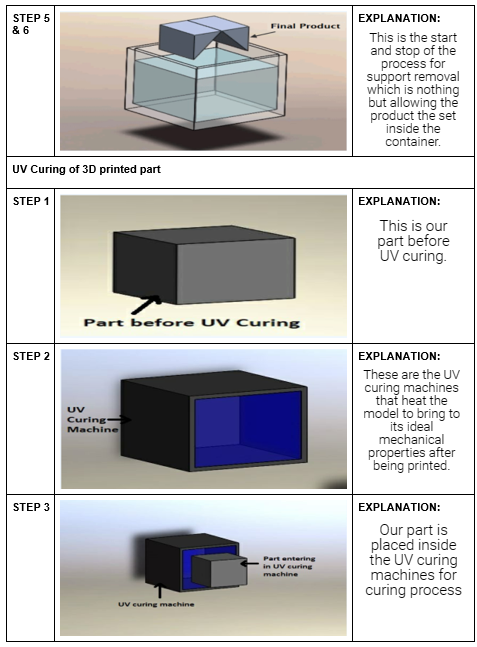 STEP 5
& 6
Final Product
EXPLANATION:
This is the start
and stop of the
process for
support removal
which is nothing
but allowing the
product the set
inside the
container.
UV Curing of 3D printed part
STEP 1
Part before UV Curing
EXPLANATION:
This is our
part before
UV curing.
STEP 2
UV
Curing
Machine
EXPLANATION:
These are the UV
curing machines
that heat the
model to bring to
its ideal
mechanical
properties after
being printed.
STEP 3
Part entering
in UV curing
machine
UV curing machine
EXPLANATION:
Our part is
placed inside
the UV curing
machines for
curing process